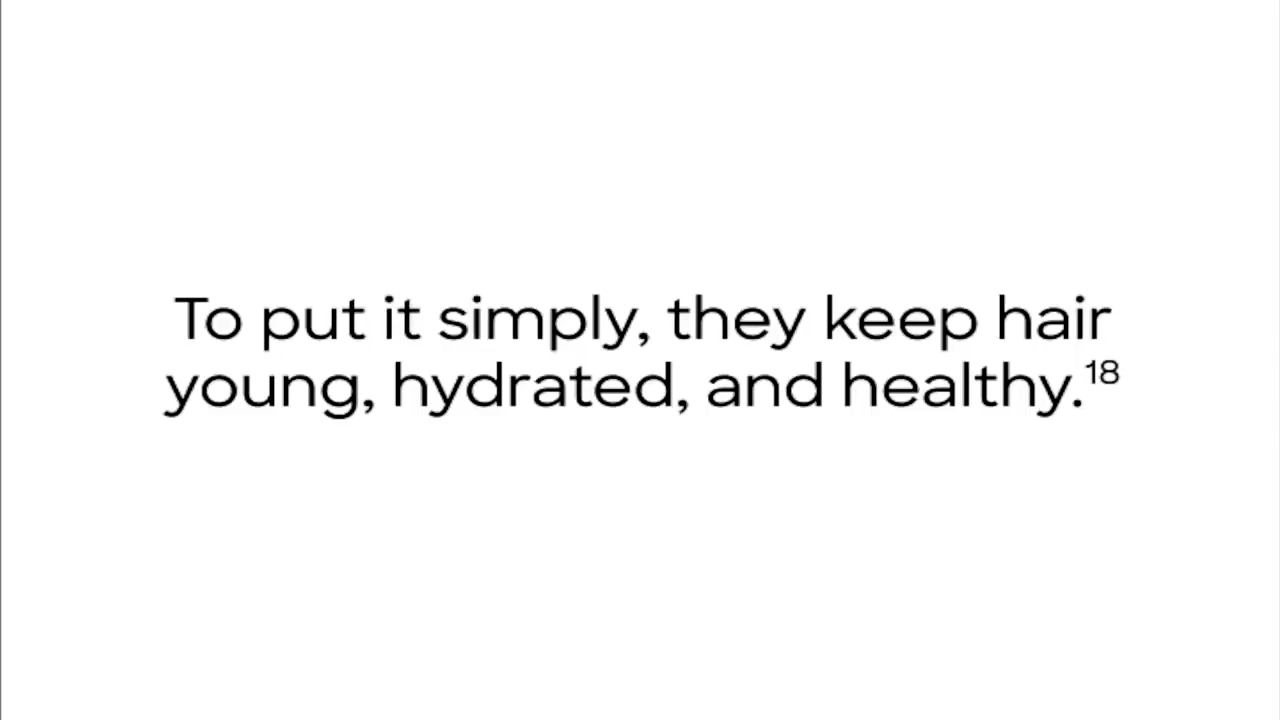 To put it simply, they keep hair
young, hydrated, and healthy.¹⁸